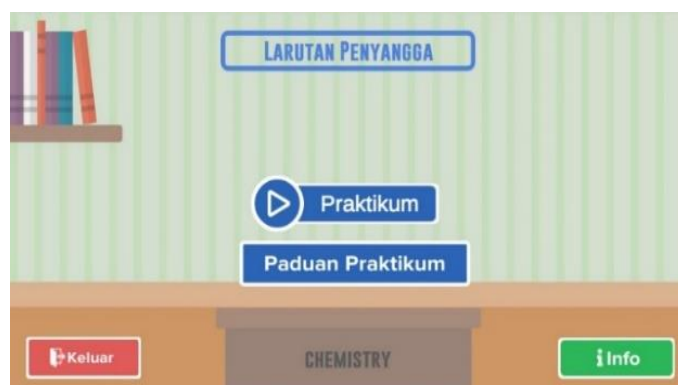 LARUTAN PENYANGGA
Praktikum
Paduan Praktikum
Keluar
CHEMISTRY
i Info